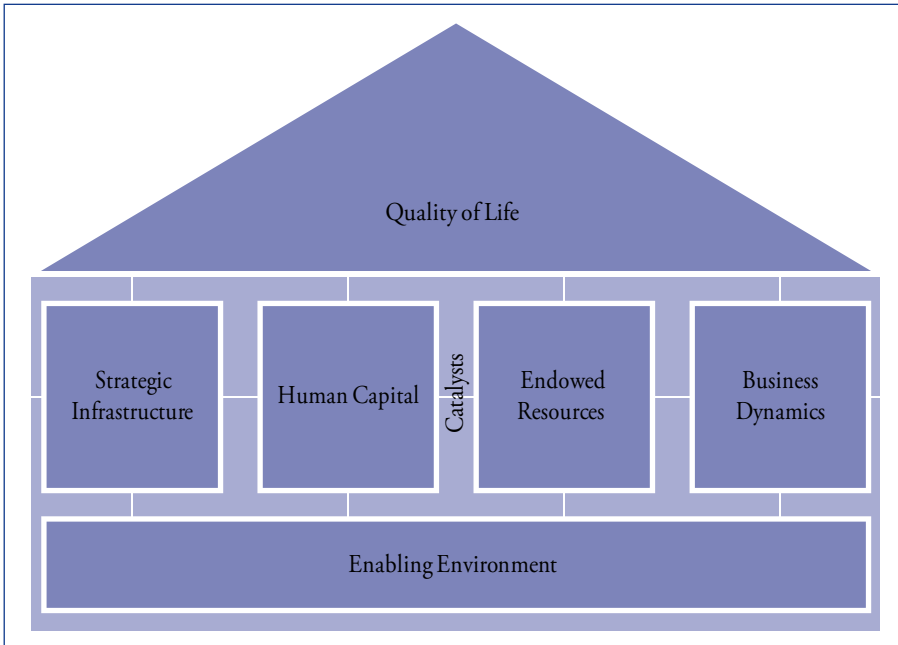 Quality of Life
Strategic
Infrastructure
Human Capital
Catalysts
Endowed
Resources
Business
Dynamics
Enabling Environment